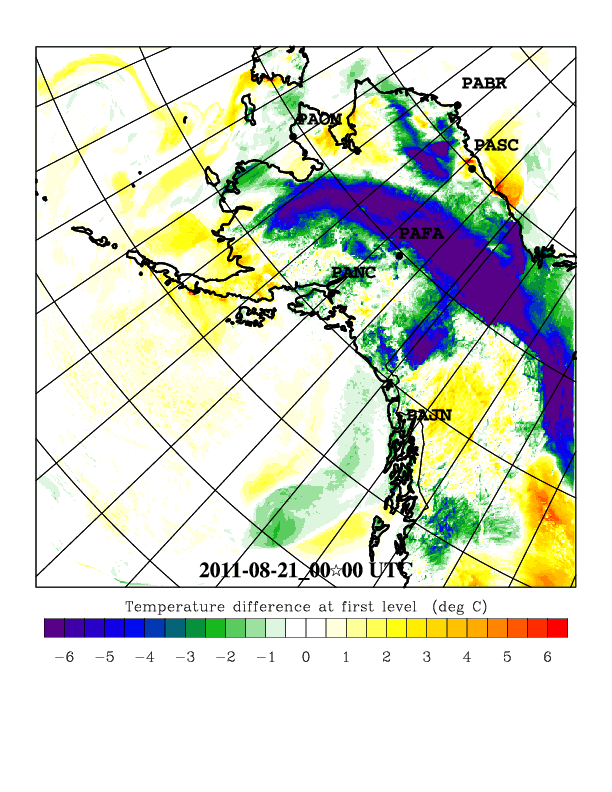 PABR
PAOM
PASC
PAFA
PANC
PAJN
2011-08-21_00☆00 UTC
Temperature difference at first level (deg C)
−6 −5 −4 −3 −2 −1 0 1 2 3 4 5 6